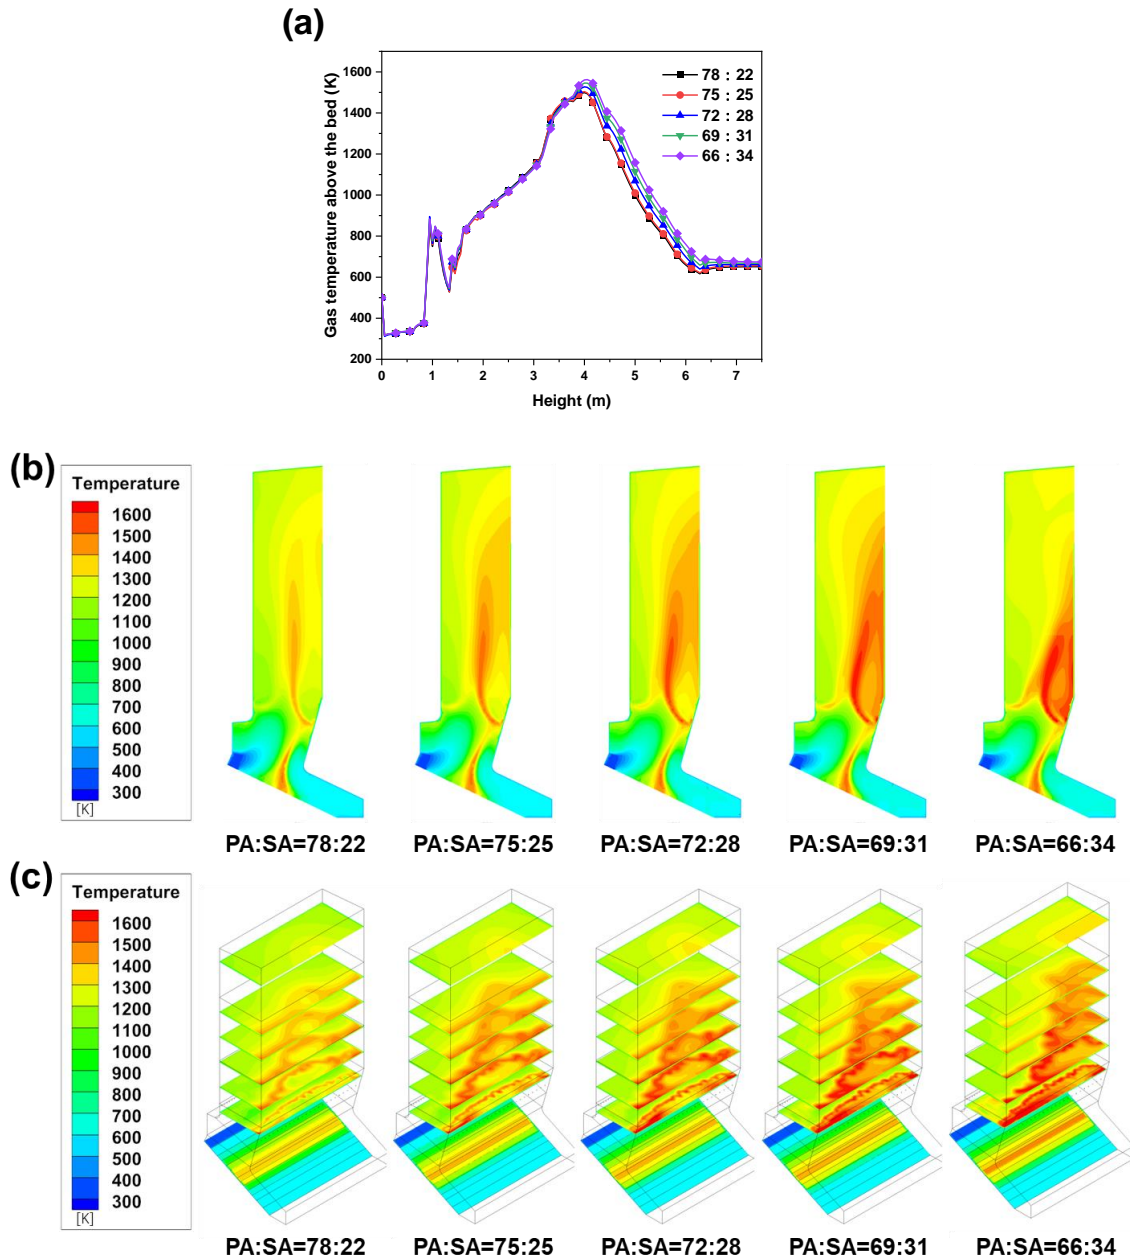 (a)
Gas temperature above the bed (K)
1600
1400
1200
1000
800
600
400
200
0 1 2 3 4 5 6 7
Height (m)
78 : 22
75 : 25
72 : 28
69 : 31
66 : 34
(b)
Temperature
1600
1500
1400
1300
1200
1100
1000
900
800
700
600
500
400
300
[K]
PA:SA=78:22 PA:SA=75:25 PA:SA=72:28 PA:SA=69:31 PA:SA=66:34
(c)
Temperature
1600
1500
1400
1300
1200
1100
1000
900
800
700
600
500
400
300
[K]
PA:SA=78:22 PA:SA=75:25 PA:SA=72:28 PA:SA=69:31 PA:SA=66:34